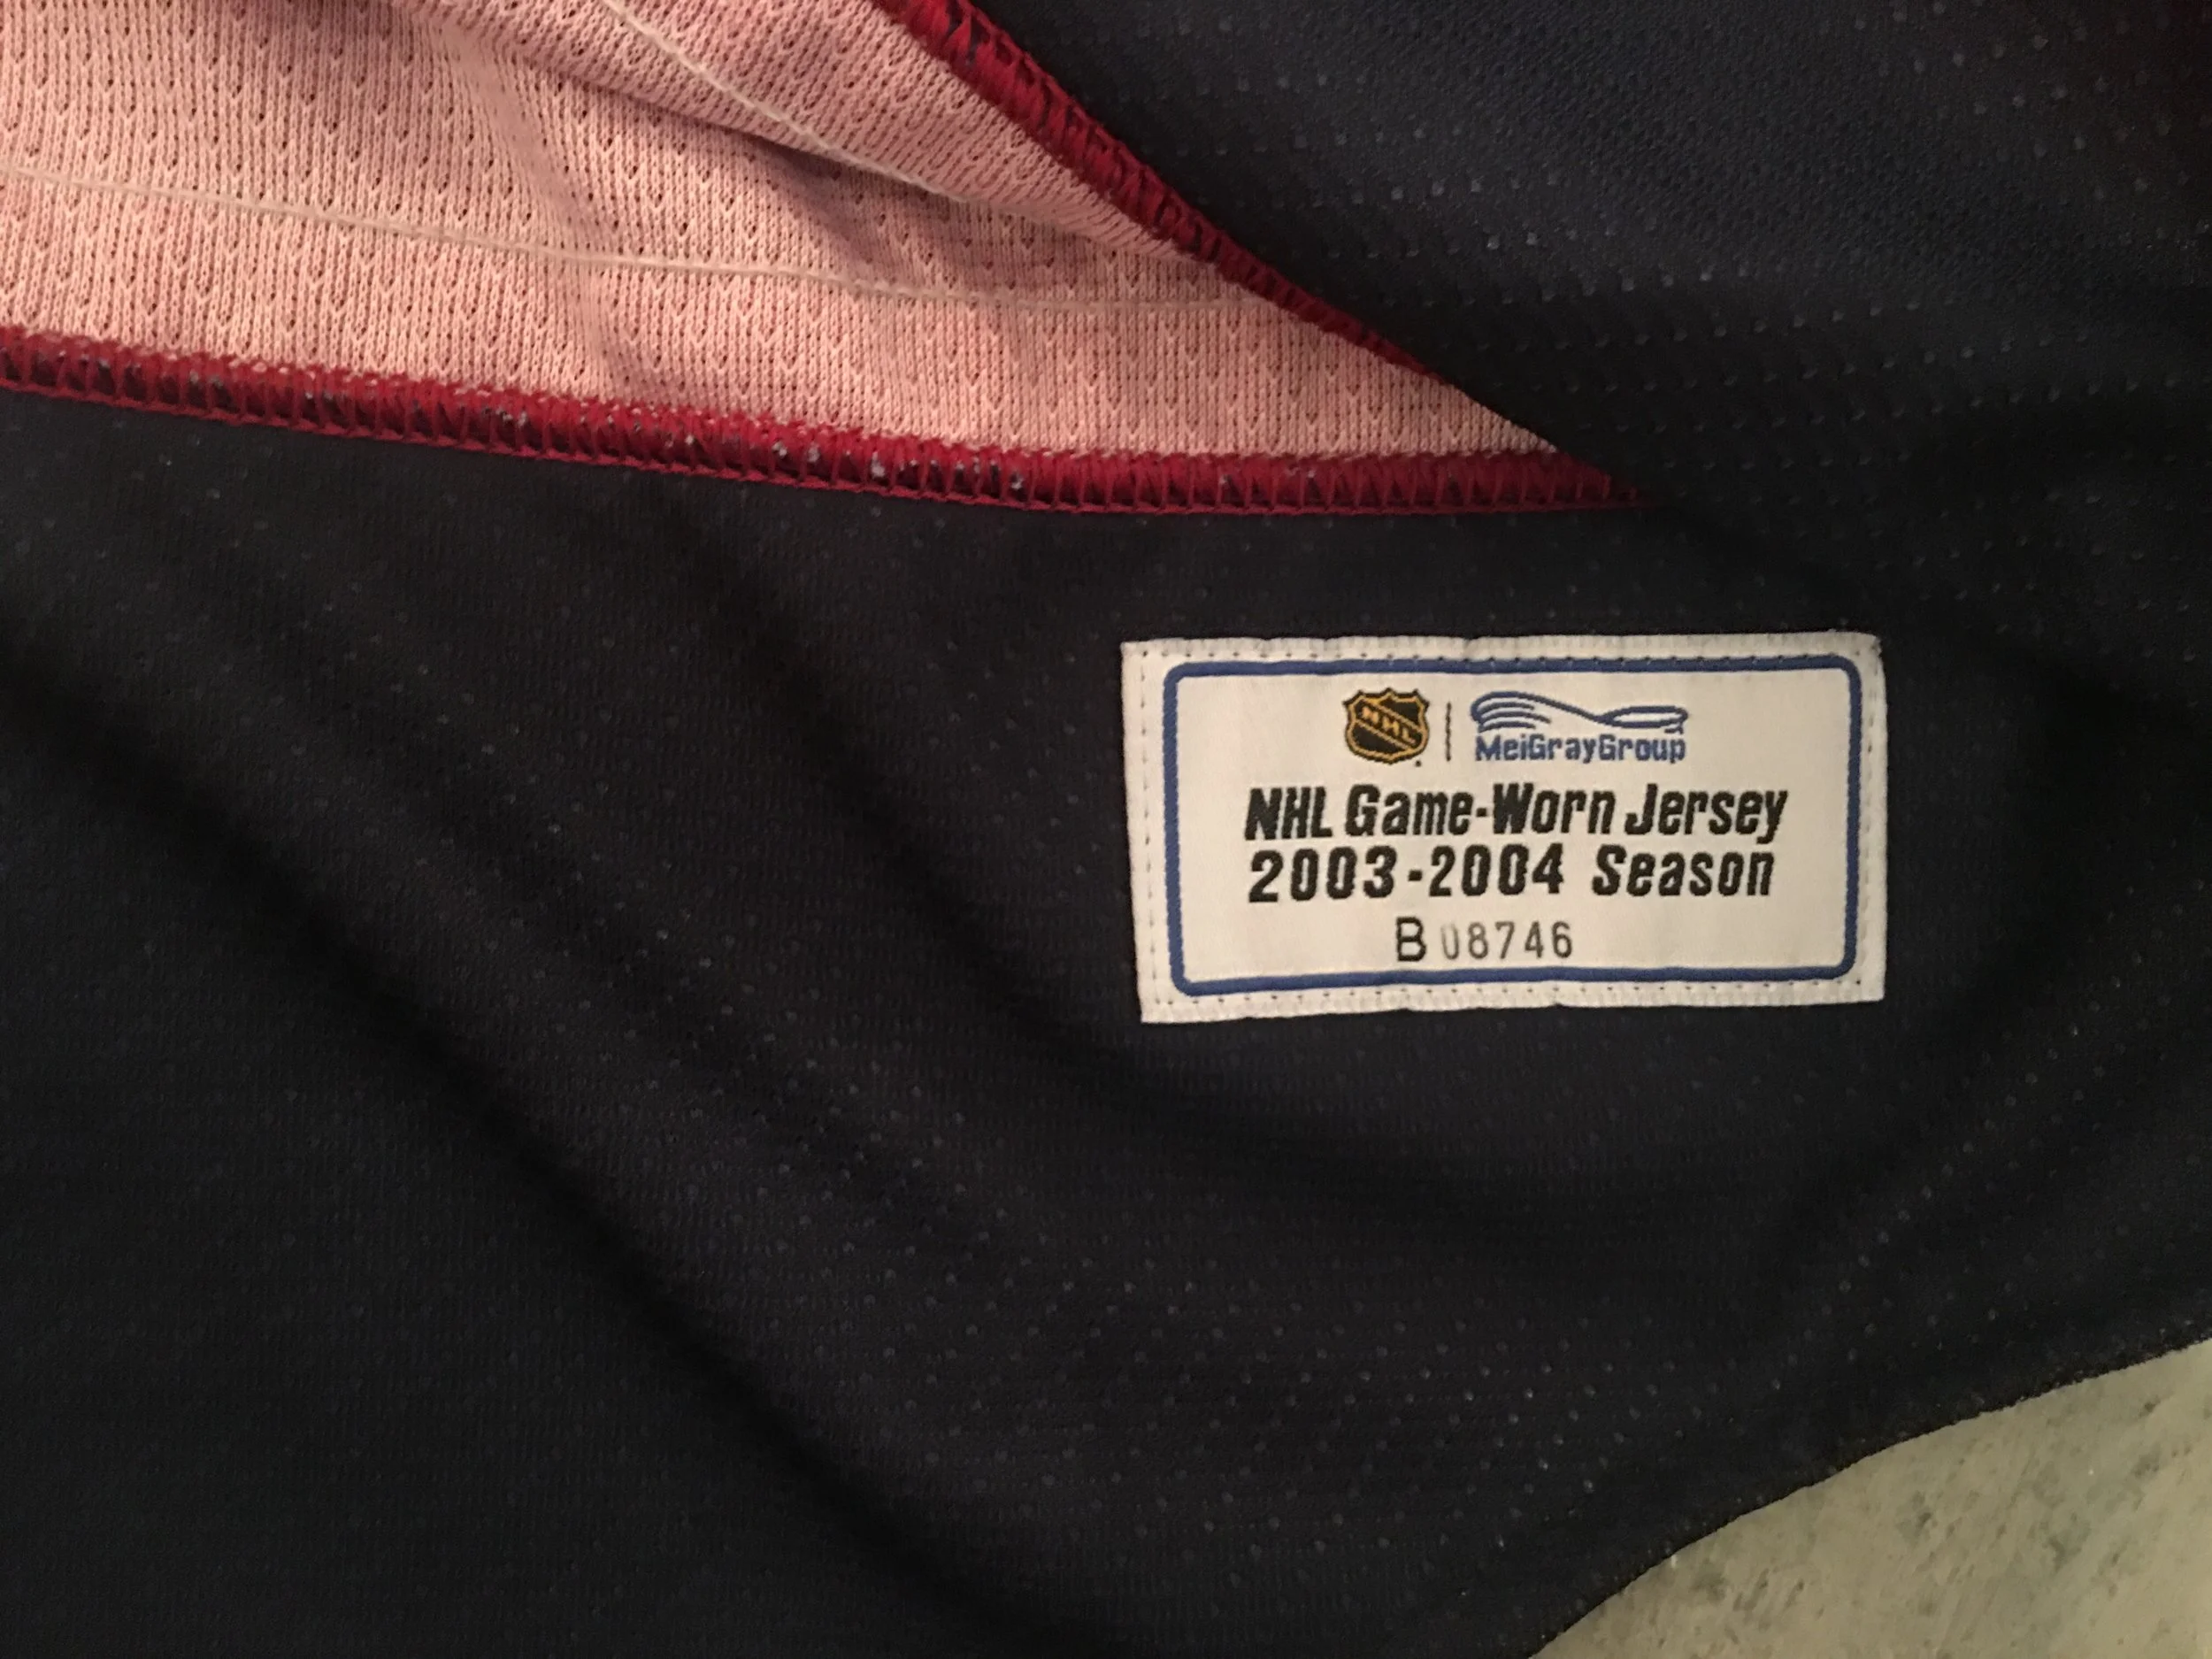 NHL | MeiGrayGroup
NHL Game-Worn Jersey
2003-2004 Season
B 08746